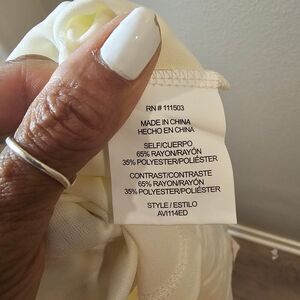 RN # 111503
MADE IN CHINA
HECHO EN CHINA
SELF/CUERPO
65% RAYON/RAYÓN
35% POLYESTER/POLIÉSTER
CONTRAST/CONTRASTE
65% RAYON/RAYÓN
35% POLYESTER/POLIÉSTER
STYLE / ESTILO
AVI114ED